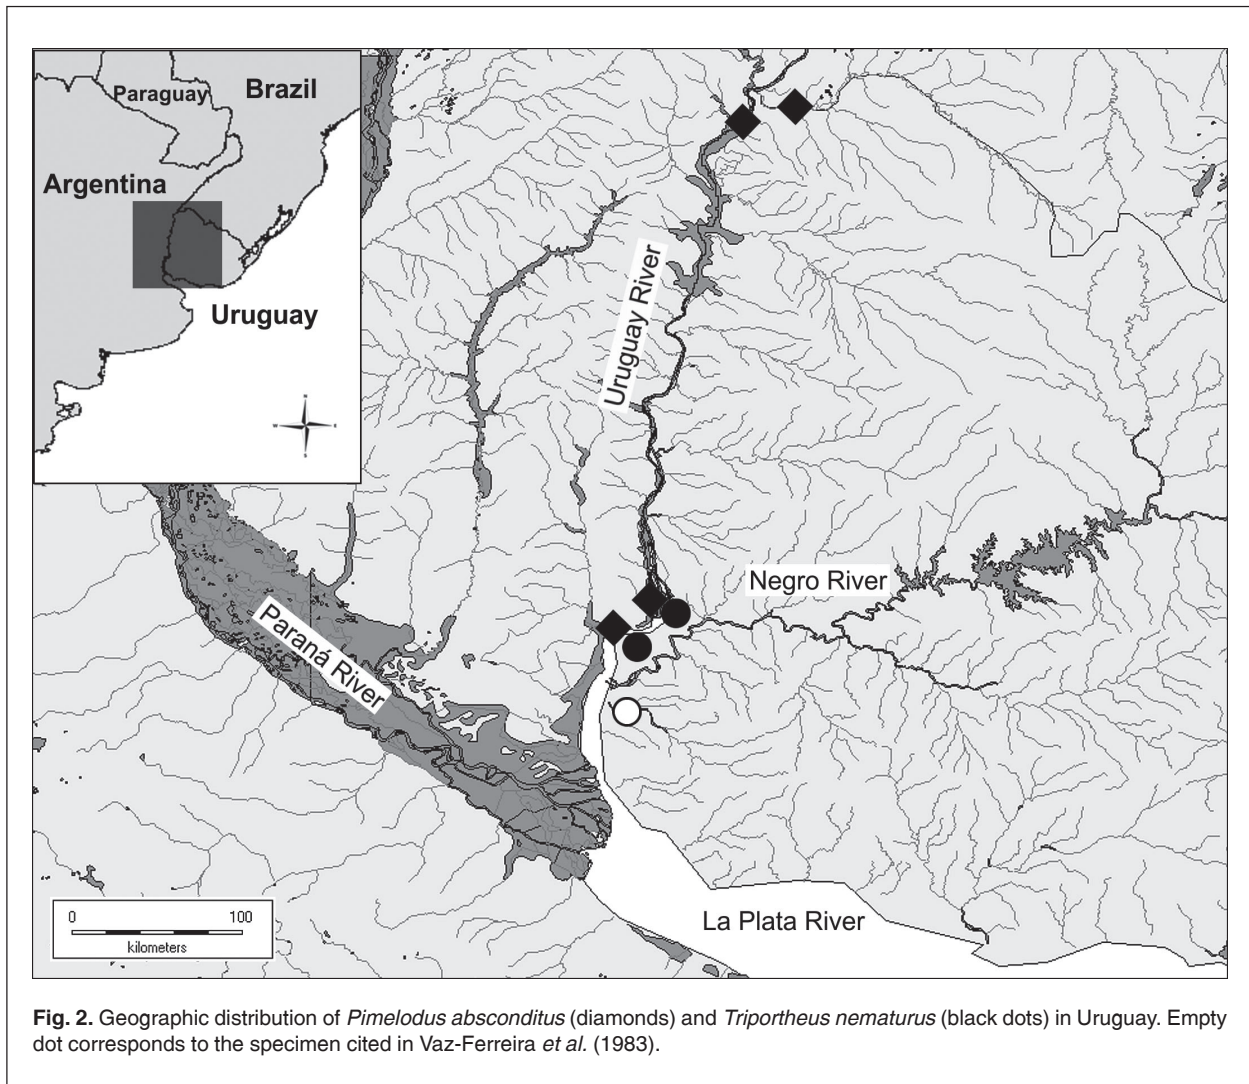 Paraguay
Brazil
Argentina
Uruguay
N
W
E
S
Uruguay River
Negro River
Paraná River
La Plata River
0 100
kilometers
Fig. 2. Geographic distribution of Pimelodus absconditus (diamonds) and Triportheus nematurus (black dots) in Uruguay. Empty
dot corresponds to the specimen cited in Vaz-Ferreira et al. (1983).